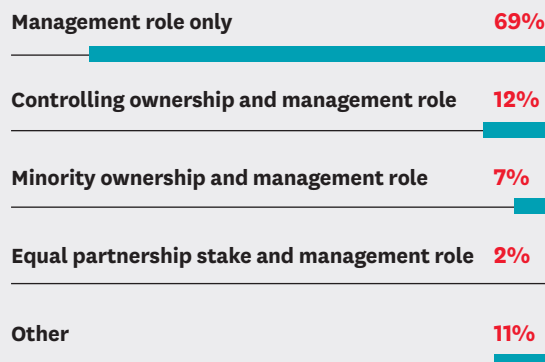 Management role only 69%
Controlling ownership and management role 12%
Minority ownership and management role 7%
Equal partnership stake and management role 2%
Other 11%